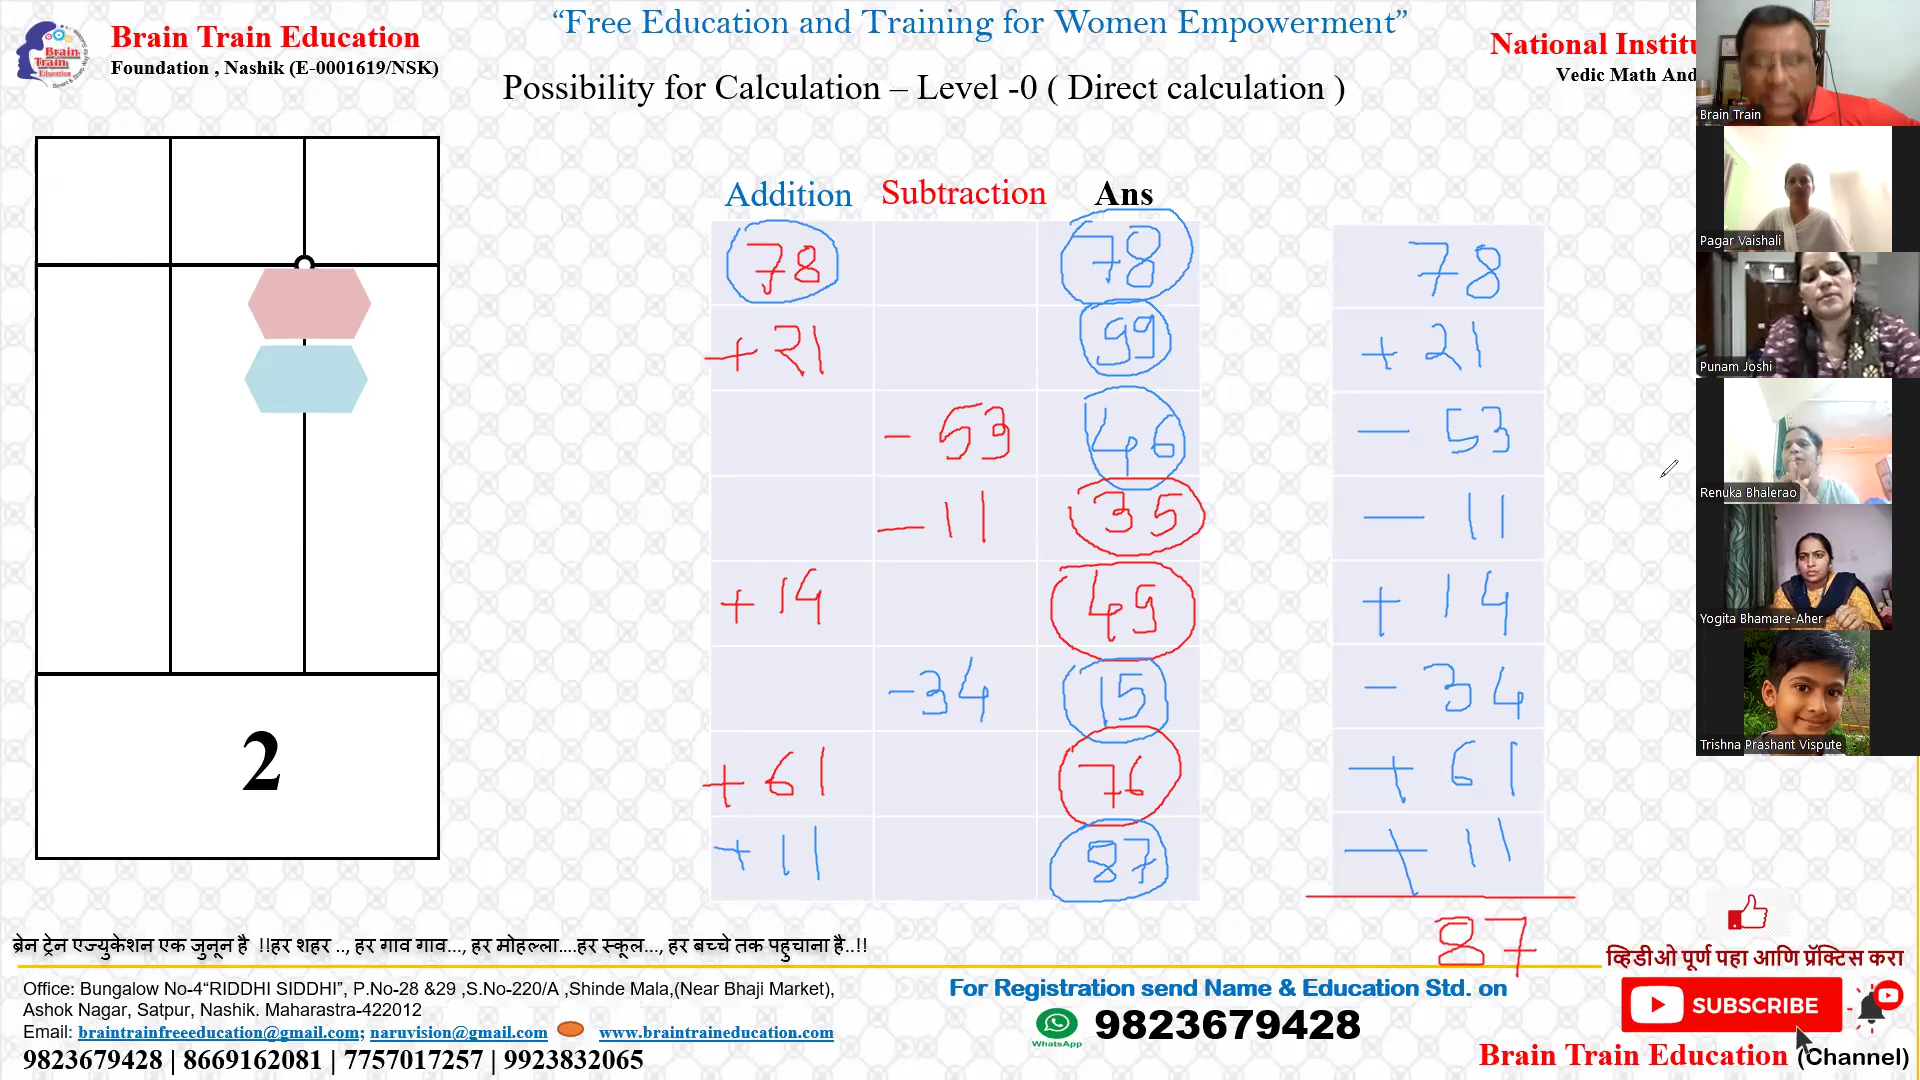 Brain Train Education
Foundation , Nashik (E-0001619/NSK)
Brain
Train
Education
“Free Education and Training for Women Empowerment”
Possibility for Calculation – Level -0 ( Direct calculation )
National Institu
Vedic Math And
Brain Train
Pagar Vaishali
Punam Joshi
Renuka Bhalerao
Yogita Bhamare-Aher
Trishna Prashant Vispute
2
Addition Subtraction Ans
78 78 78
+ 21 99 + 21
- 53 46 - 53
- 11 35 - 11
+ 14 49 + 14
- 34 15 - 34
+ 61 76 + 61
+ 11 87 + 11
87
ब्रेन ट्रेन एज्युकेशन एक जुनून है !!हर शहर .., हर गाव गाव..., हर मोहल्ला....हर स्कूल..., हर बच्चे तक पहुचाना है..!!
Office: Bungalow No-4“RIDDHI SIDDHI”, P.No-28 &29 ,S.No-220/A ,Shinde Mala,(Near Bhaji Market),
Ashok Nagar, Satpur, Nashik. Maharastra-422012
Email: braintrainfreeeducation@gmail.com; naruvision@gmail.com www.braintraineducation.com
9823679428 | 8669162081 | 7757017257 | 9923832065
For Registration send Name & Education Std. on
WhatsApp
9823679428
व्हिडीओ पूर्ण पहा आणि प्रॅक्टिस करा
SUBSCRIBE
Brain Train Education (Channel)